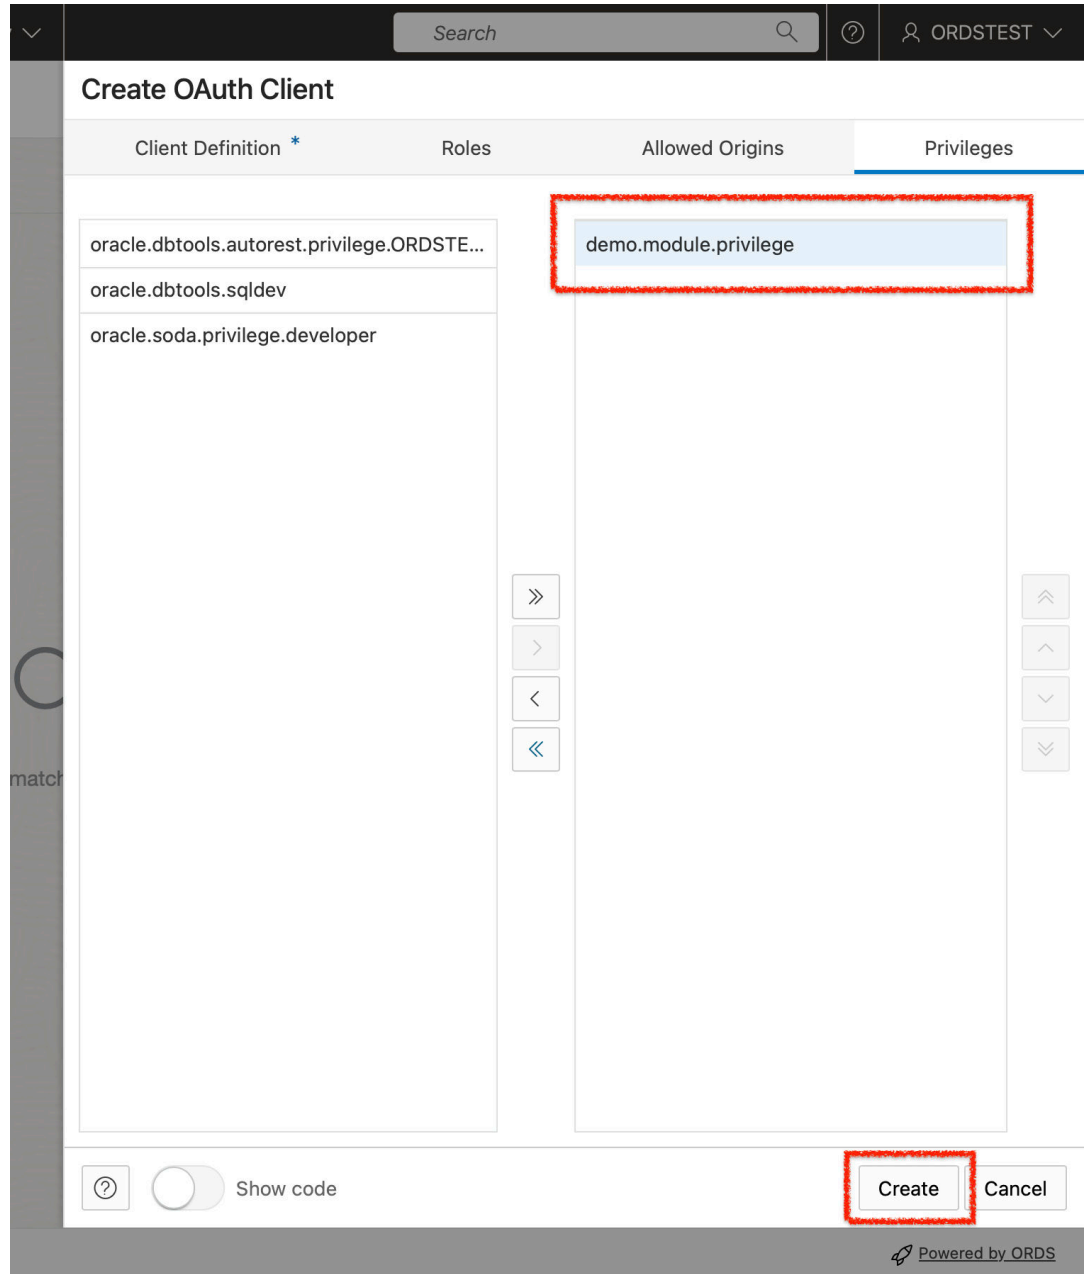 Search
ORDSTEST
Create OAuth Client
Client Definition *
Roles
Allowed Origins
Privileges
oracle.dbtools.autorest.privilege.ORDSTE...
oracle.dbtools.sqldev
oracle.soda.privilege.developer
demo.module.privilege
match
Show code
Create
Cancel
Powered by ORDS